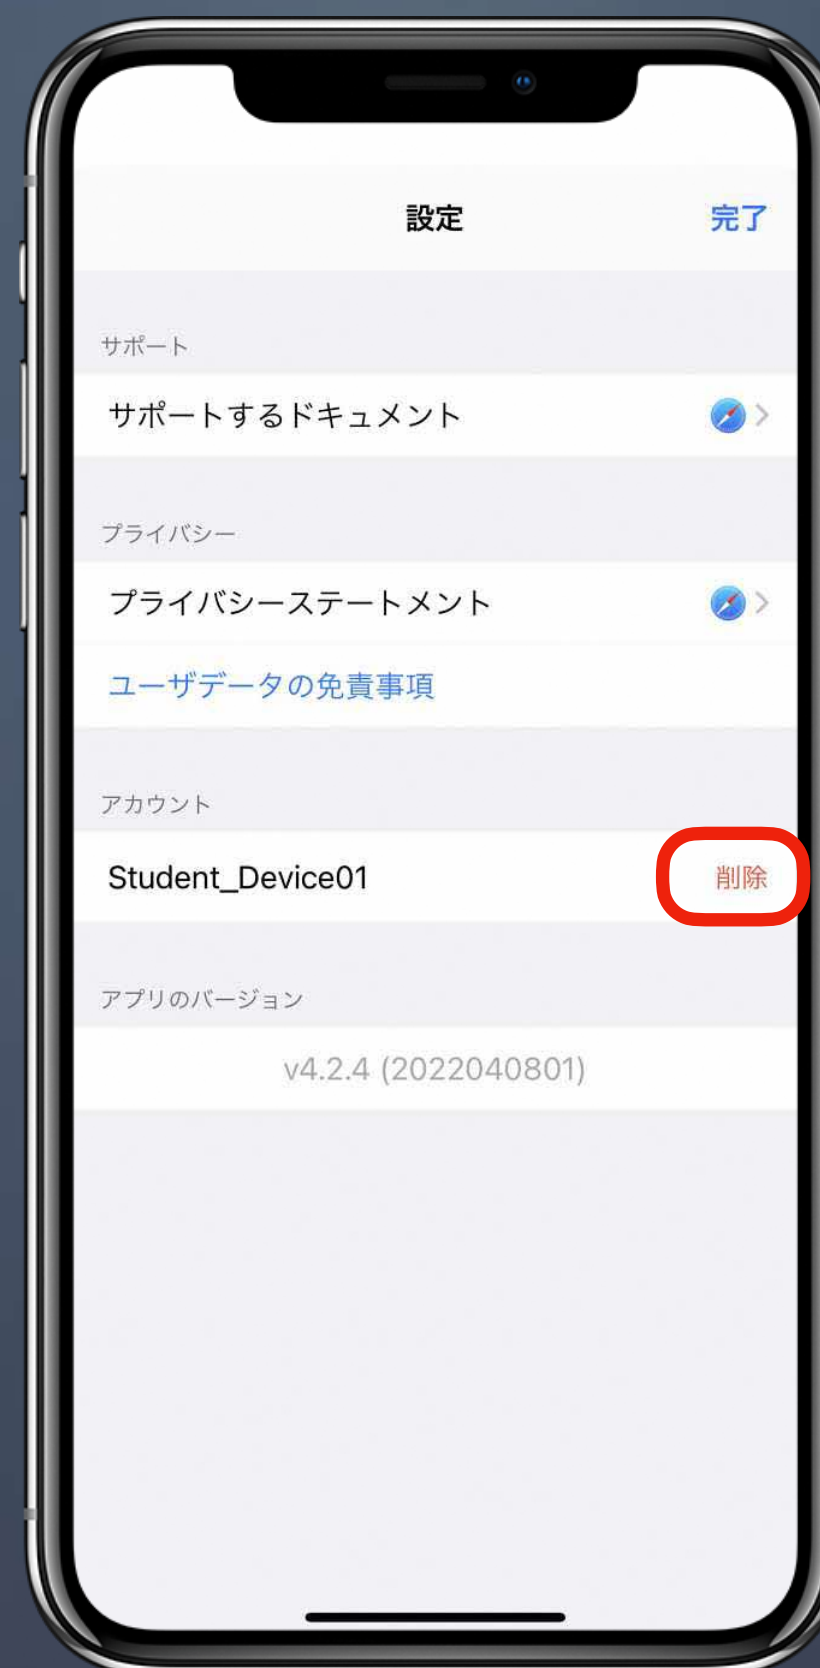 設定
完了
サポート
サポートするドキュメント
プライバシー
プライバシーステートメント
ユーザデータの免責事項
アカウント
Student_Device01
削除
アプリのバージョン
v4.2.4 (2022040801)